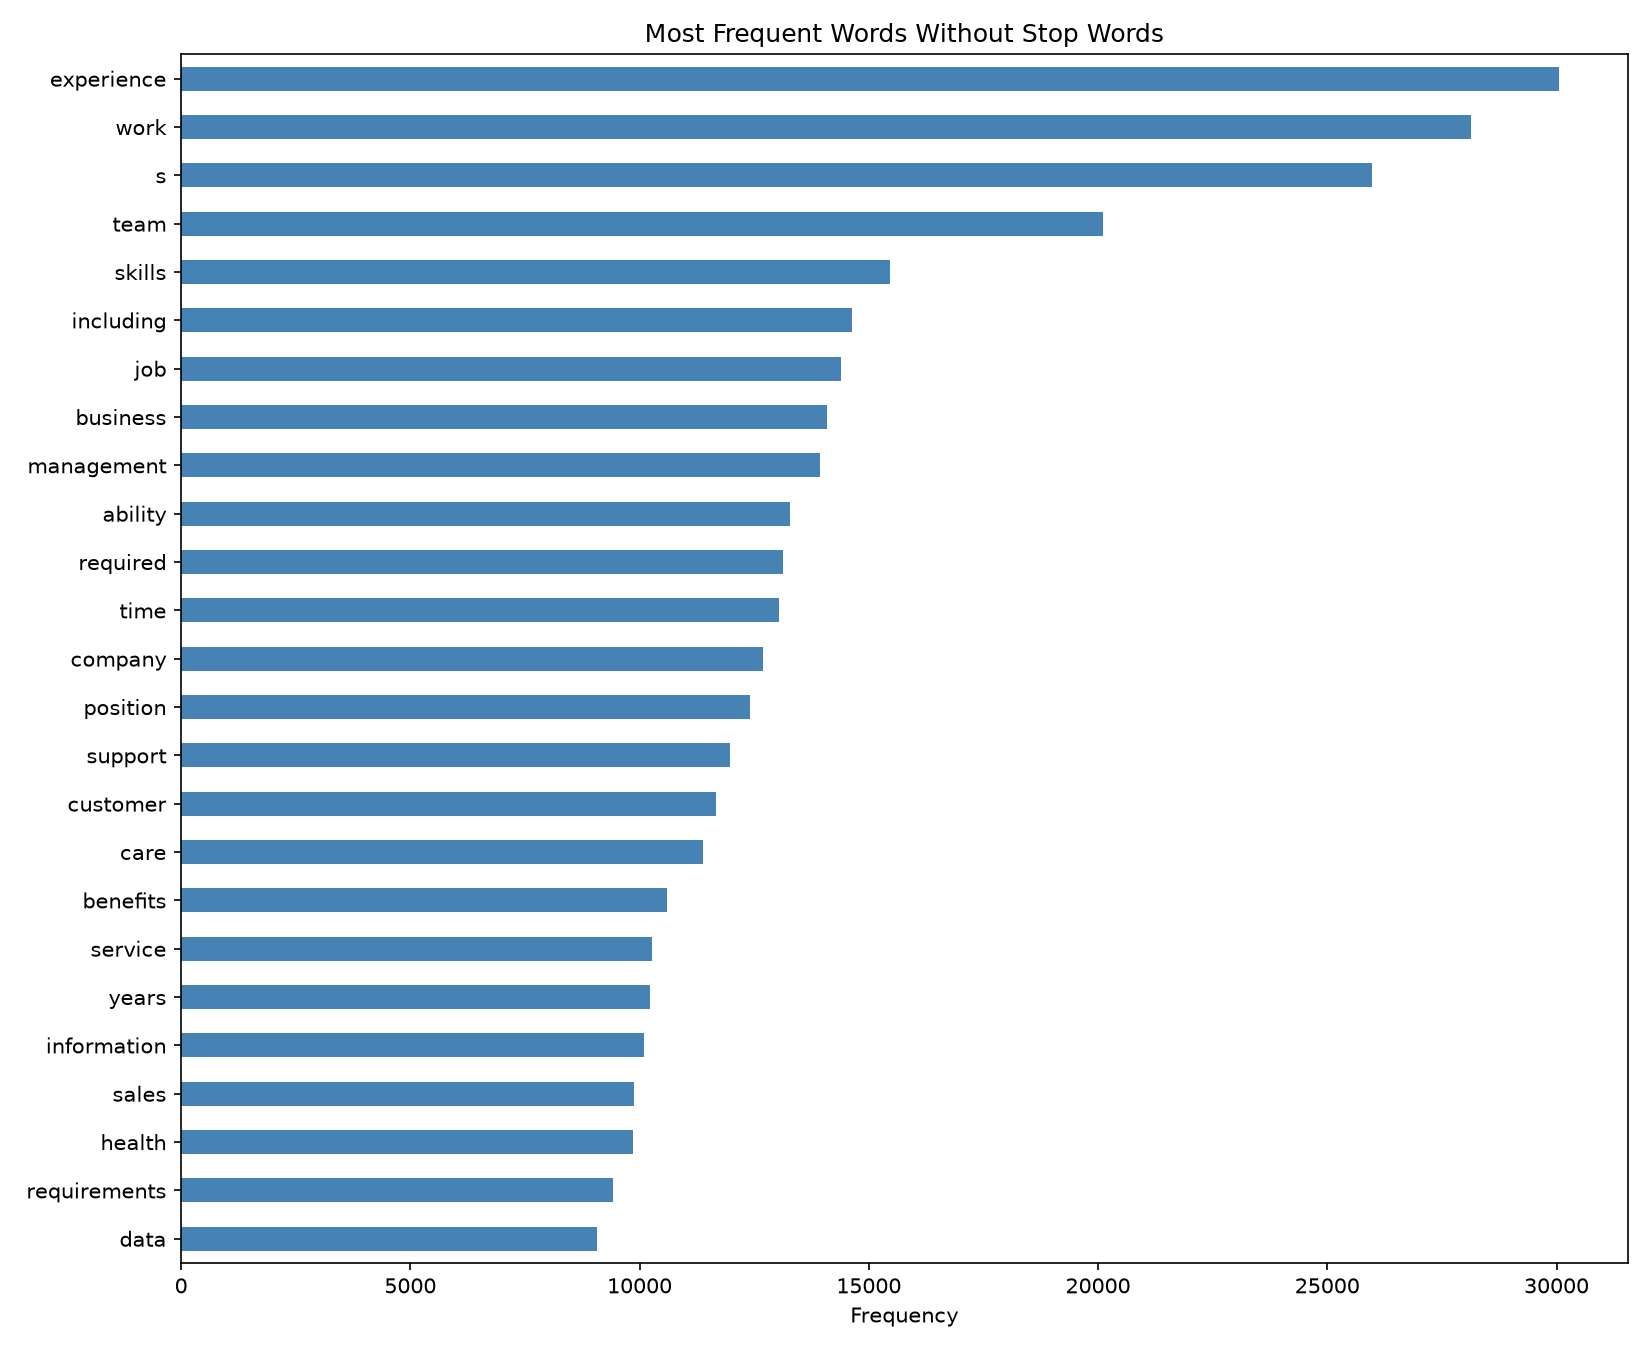 Most Frequent Words Without Stop Words
experience
work
s
team
skills
including
job
business
management
ability
required
time
company
position
support
customer
care
benefits
service
years
information
sales
health
requirements
data
0 5000 10000 15000 20000 25000 30000
Frequency